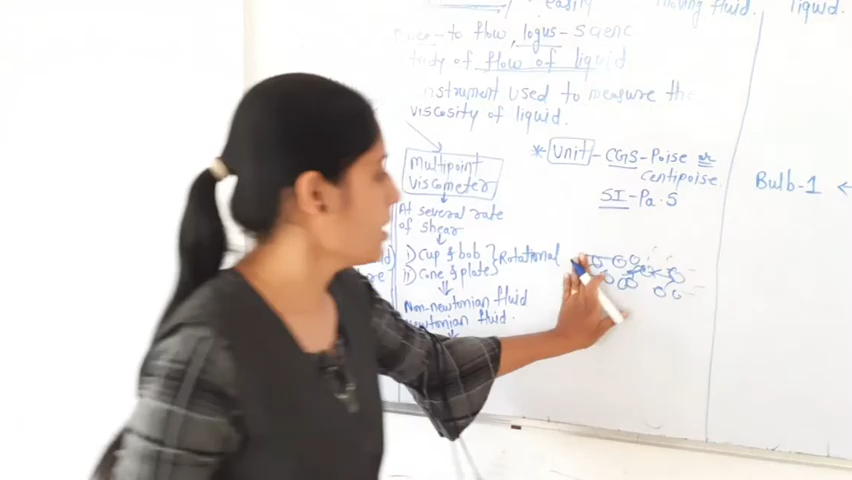 easily
moving fluid.
liquid.
to flow, logus - scienc
tudy of flow of liquid
nstrument used to measure the
viscosity of liquid.
multipoint
viscometer
At several rate
of shear
i) Cup & bob } Rotational
ii) Cone & plate
Non-newtonian fluid
newtonian fluid.
* Unit - CGS - Poise or
Centipoise
SI - Pa. S
Bulb-1 ←